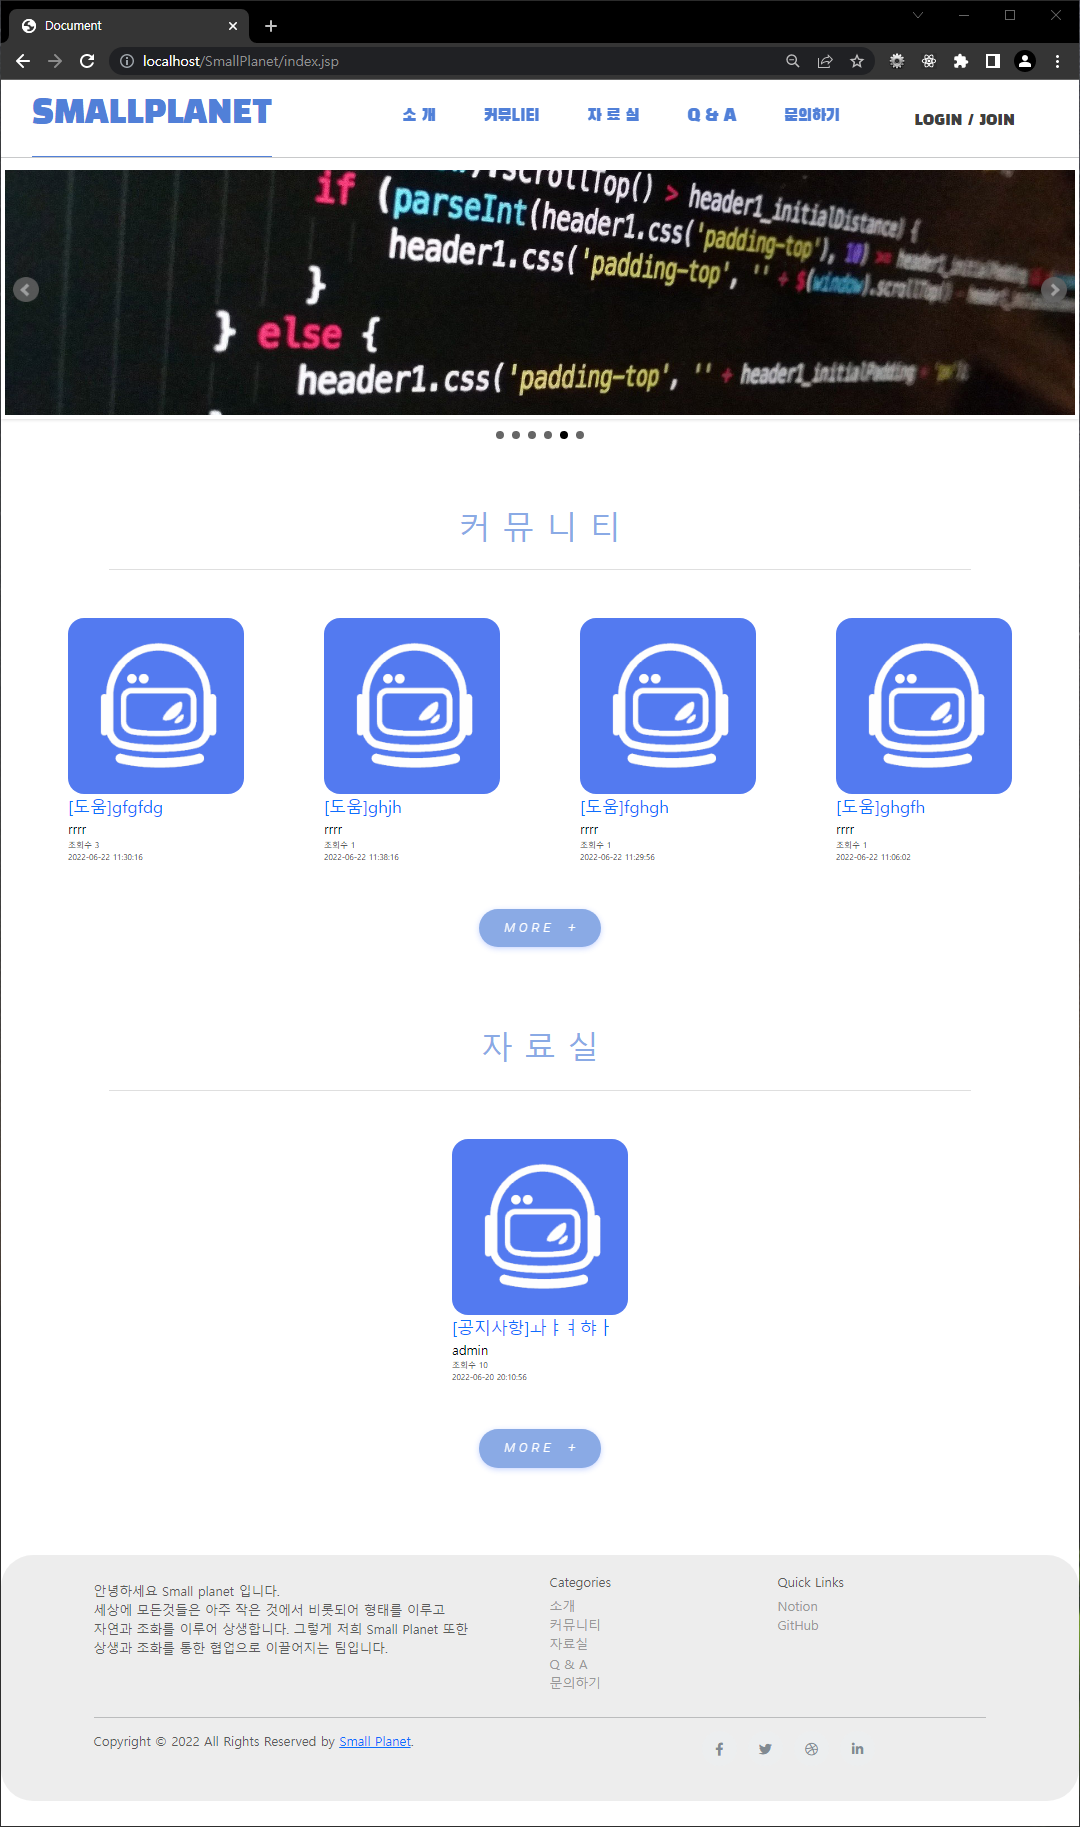 Document
localhost/SmallPlanet/index.jsp
SMALLPLANET
소 개
커뮤니티
자 료 실
Q & A
문의하기
LOGIN / JOIN
.scrollTop() > header1_initialDistance) {
if (parseInt(header1.css('padding-top'), 10) >= header1_initialPadding
header1.css('padding-top', '' + $(window).scrollTop() - header1_initialDistance
}
} else {
header1.css('padding-top', '' + header1_initialPadding + 'px');
커 뮤 니 티
[도움]gfgfdg
rrrr
조회수 3
2022-06-22 11:30:16
[도움]ghjh
rrrr
조회수 1
2022-06-22 11:38:16
[도움]fghgh
rrrr
조회수 1
2022-06-22 11:29:56
[도움]ghgfh
rrrr
조회수 1
2022-06-22 11:06:02
MORE +
자 료 실
[공지사항]ㅘㅑㅕ햐ㅏ
admin
조회수 10
2022-06-20 20:10:56
MORE +
안녕하세요 Small planet 입니다.
세상에 모든것들은 아주 작은 것에서 비롯되어 형태를 이루고
자연과 조화를 이루어 상생합니다. 그렇게 저희 Small Planet 또한
상생과 조화를 통한 협업으로 이끌어지는 팀입니다.
Categories
소개
커뮤니티
자료실
Q & A
문의하기
Quick Links
Notion
GitHub
Copyright © 2022 All Rights Reserved by Small Planet.